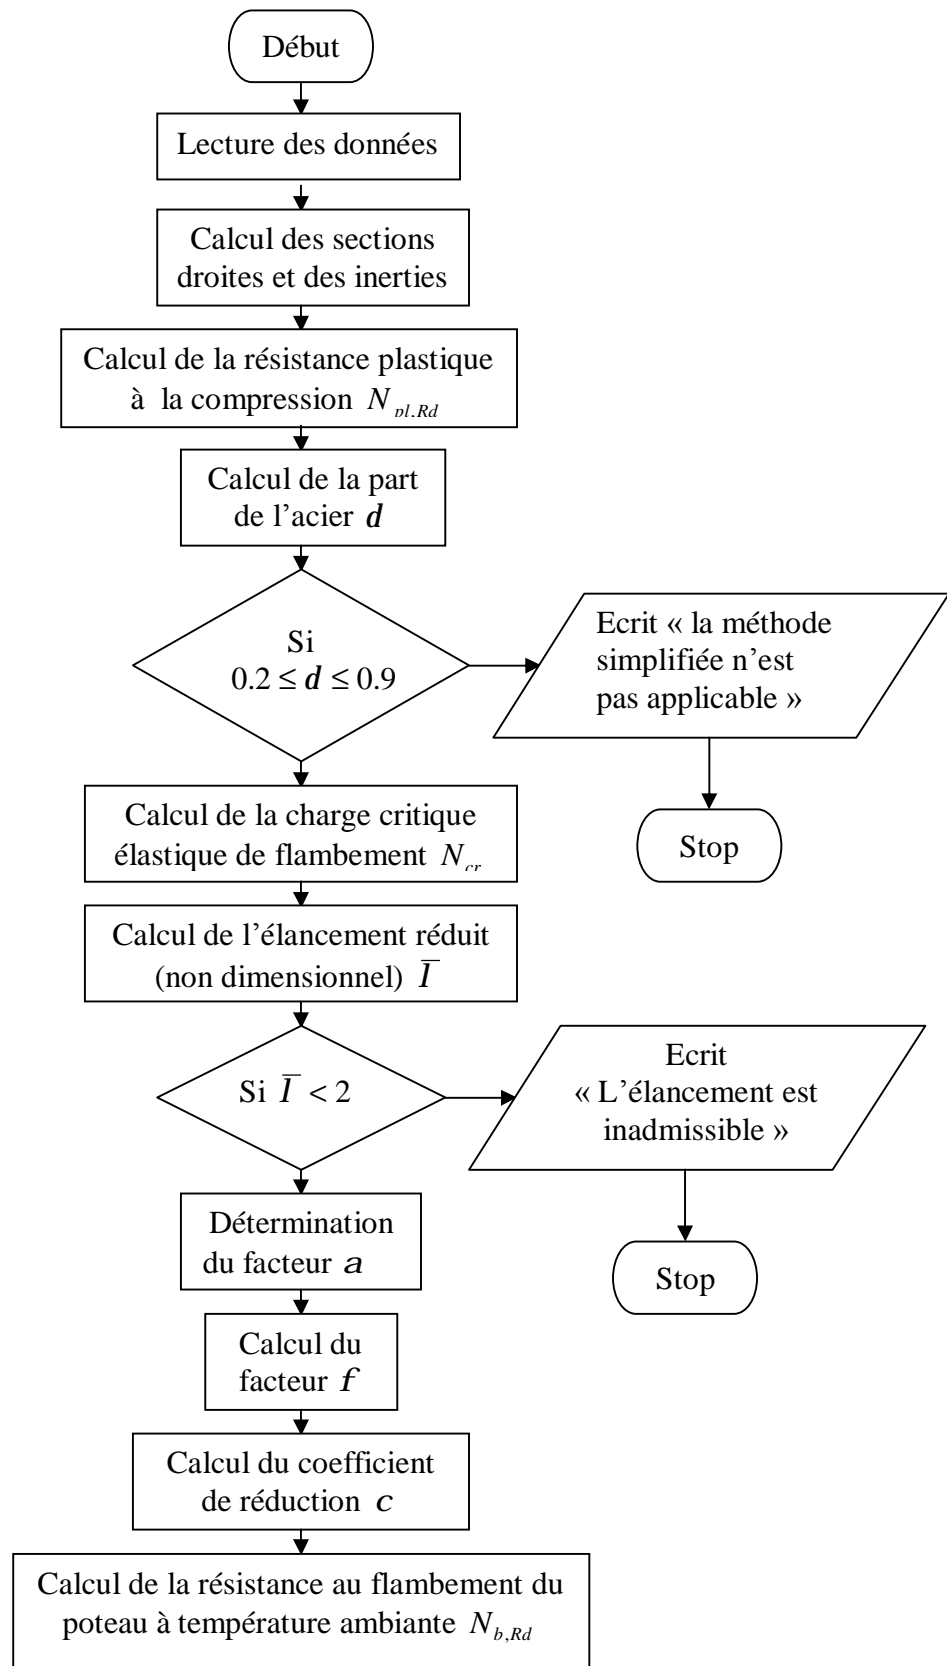 Début
Lecture des données
Calcul des sections
droites et des inerties
Calcul de la résistance plastique
à la compression N pl,Rd
Calcul de la part
de l’acier d
Si
0.2 ≤ d ≤ 0.9
Ecrit « la méthode
simplifiée n’est
pas applicable »
Stop
Calcul de la charge critique
élastique de flambement N cr
Calcul de l’élancement réduit
(non dimensionnel) l̅
Si l̅ < 2
Ecrit
« L’élancement est
inadmissible »
Stop
Détermination
du facteur a
Calcul du
facteur f
Calcul du coefficient
de réduction c
Calcul de la résistance au flambement du
poteau à température ambiante N b,Rd